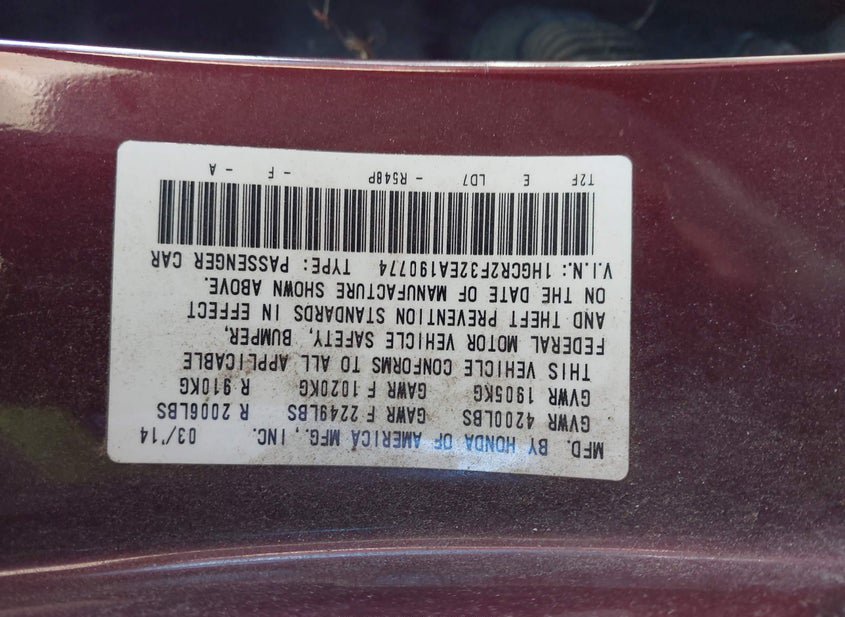 MFD. BY HONDA OF AMERICA MFG., INC. 03/14
GVWR 4200LBS GAWR F 2249LBS R 2006LBS
GVWR 1905KG GAWR F 1020KG R 910KG
THIS VEHICLE CONFORMS TO ALL APPLICABLE
FEDERAL MOTOR VEHICLE SAFETY, BUMPER,
AND THEFT PREVENTION STANDARDS IN EFFECT
ON THE DATE OF MANUFACTURE SHOWN ABOVE.
V.I.N.: 1HGCR2F32EA190774 TYPE: PASSENGER CAR
T2F E LD7 - R548P - F - A